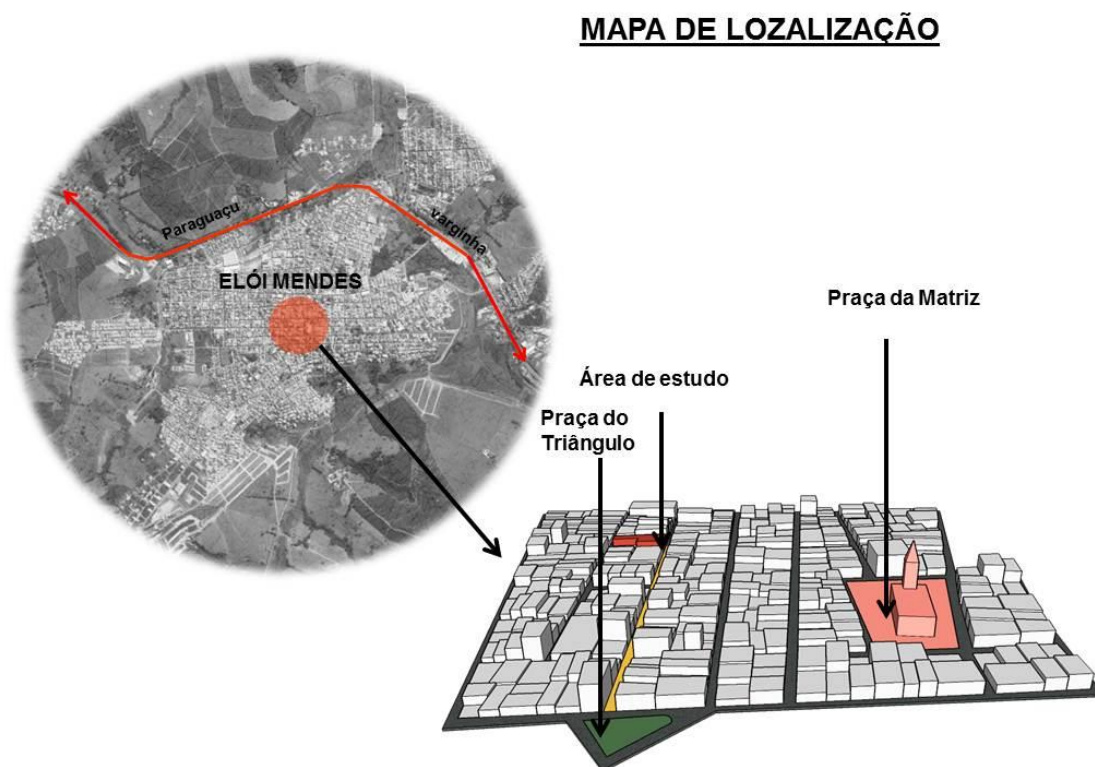 MAPA DE LOZALIZAÇÃO
Paraguaçu
varginha
ELÓI MENDES
Praça da Matriz
Área de estudo
Praça do
Triângulo